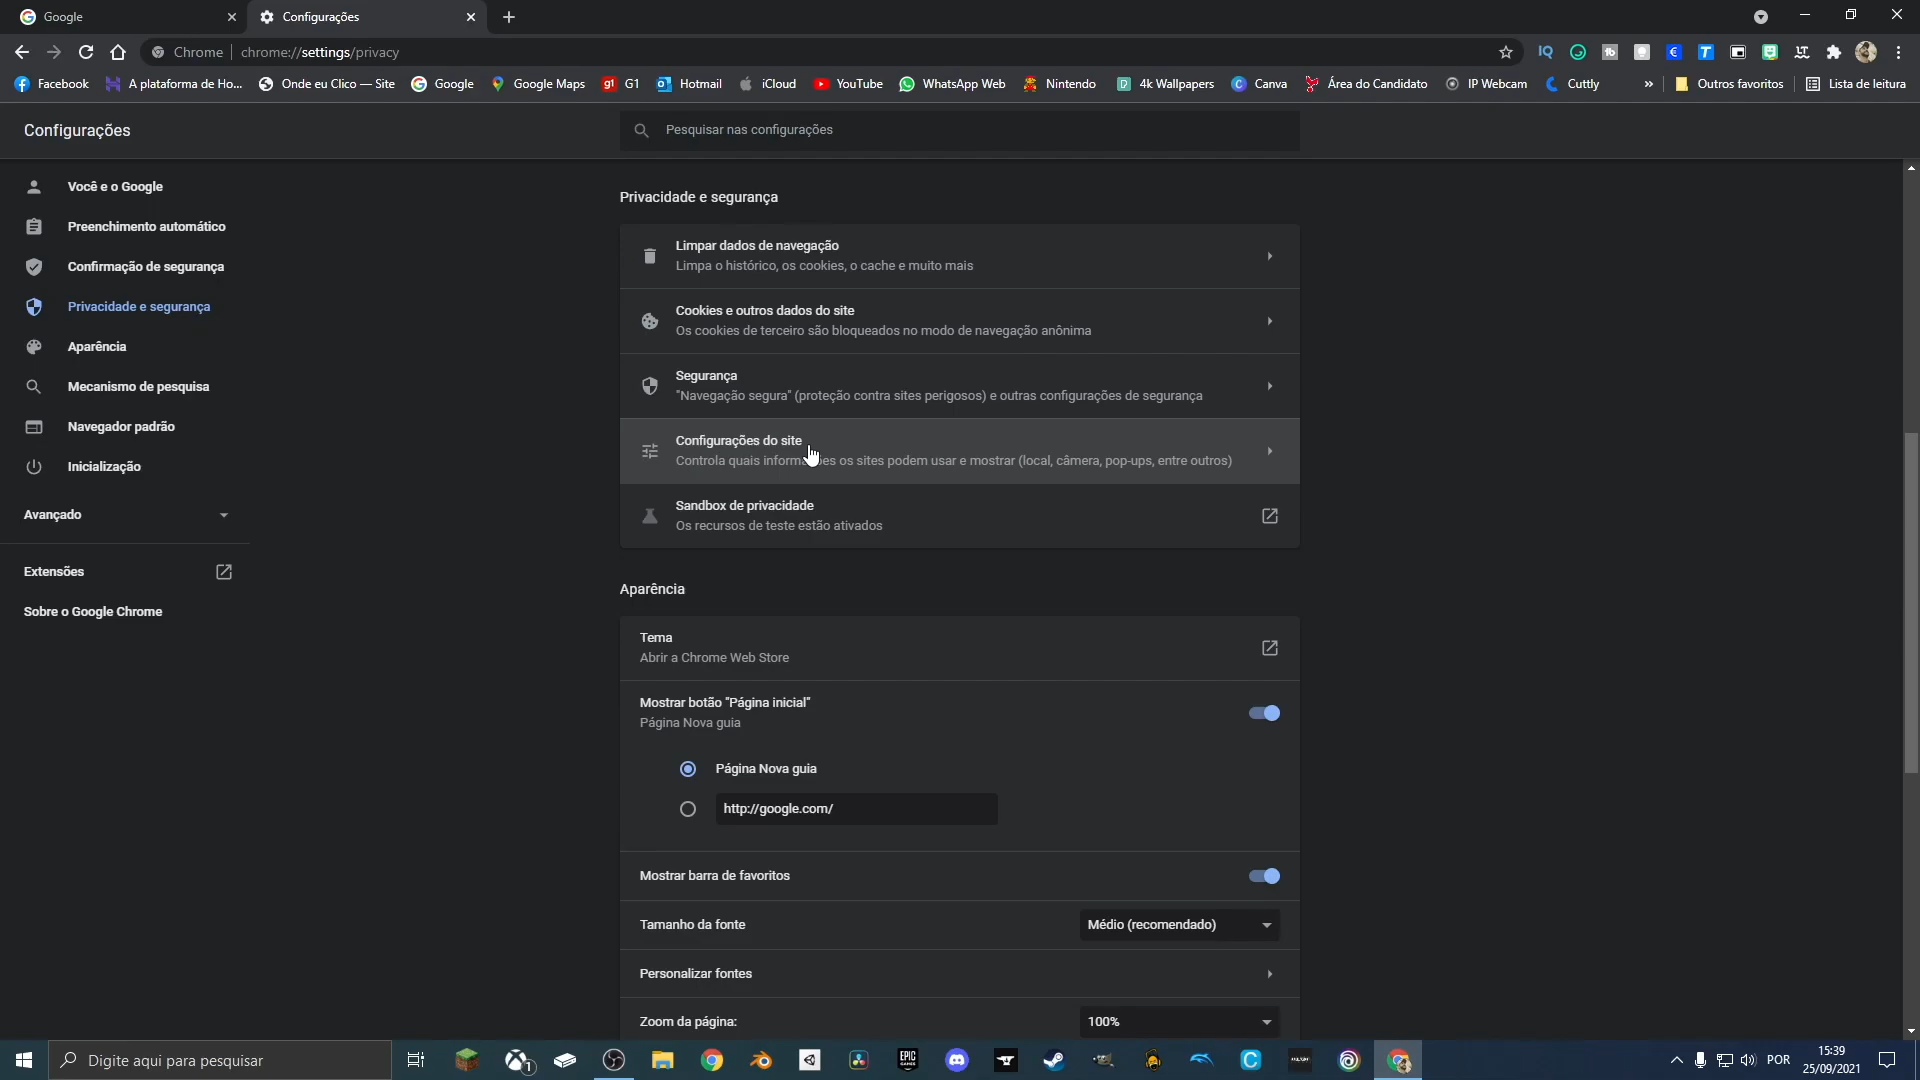 Google
Configurações
Chrome | chrome://settings/privacy
Facebook
A plataforma de Ho...
Onde eu Clico — Site
Google
Google Maps
G1
Hotmail
iCloud
YouTube
WhatsApp Web
Nintendo
4k Wallpapers
Canva
Área do Candidato
IP Webcam
Cuttly
»
Outros favoritos
Lista de leitura
Configurações
Pesquisar nas configurações
Você e o Google
Preenchimento automático
Confirmação de segurança
Privacidade e segurança
Aparência
Mecanismo de pesquisa
Navegador padrão
Inicialização
Avançado
Extensões
Sobre o Google Chrome
Privacidade e segurança
Limpar dados de navegação
Limpa o histórico, os cookies, o cache e muito mais
Cookies e outros dados do site
Os cookies de terceiro são bloqueados no modo de navegação anônima
Segurança
"Navegação segura" (proteção contra sites perigosos) e outras configurações de segurança
Configurações do site
Controla quais informações os sites podem usar e mostrar (local, câmera, pop-ups, entre outros)
Sandbox de privacidade
Os recursos de teste estão ativados
Aparência
Tema
Abrir a Chrome Web Store
Mostrar botão "Página inicial"
Página Nova guia
Página Nova guia
http://google.com/
Mostrar barra de favoritos
Tamanho da fonte
Médio (recomendado)
Personalizar fontes
Zoom da página:
100%
Digite aqui para pesquisar
1
EPIC
GAMES
POR
15:39
25/09/2021